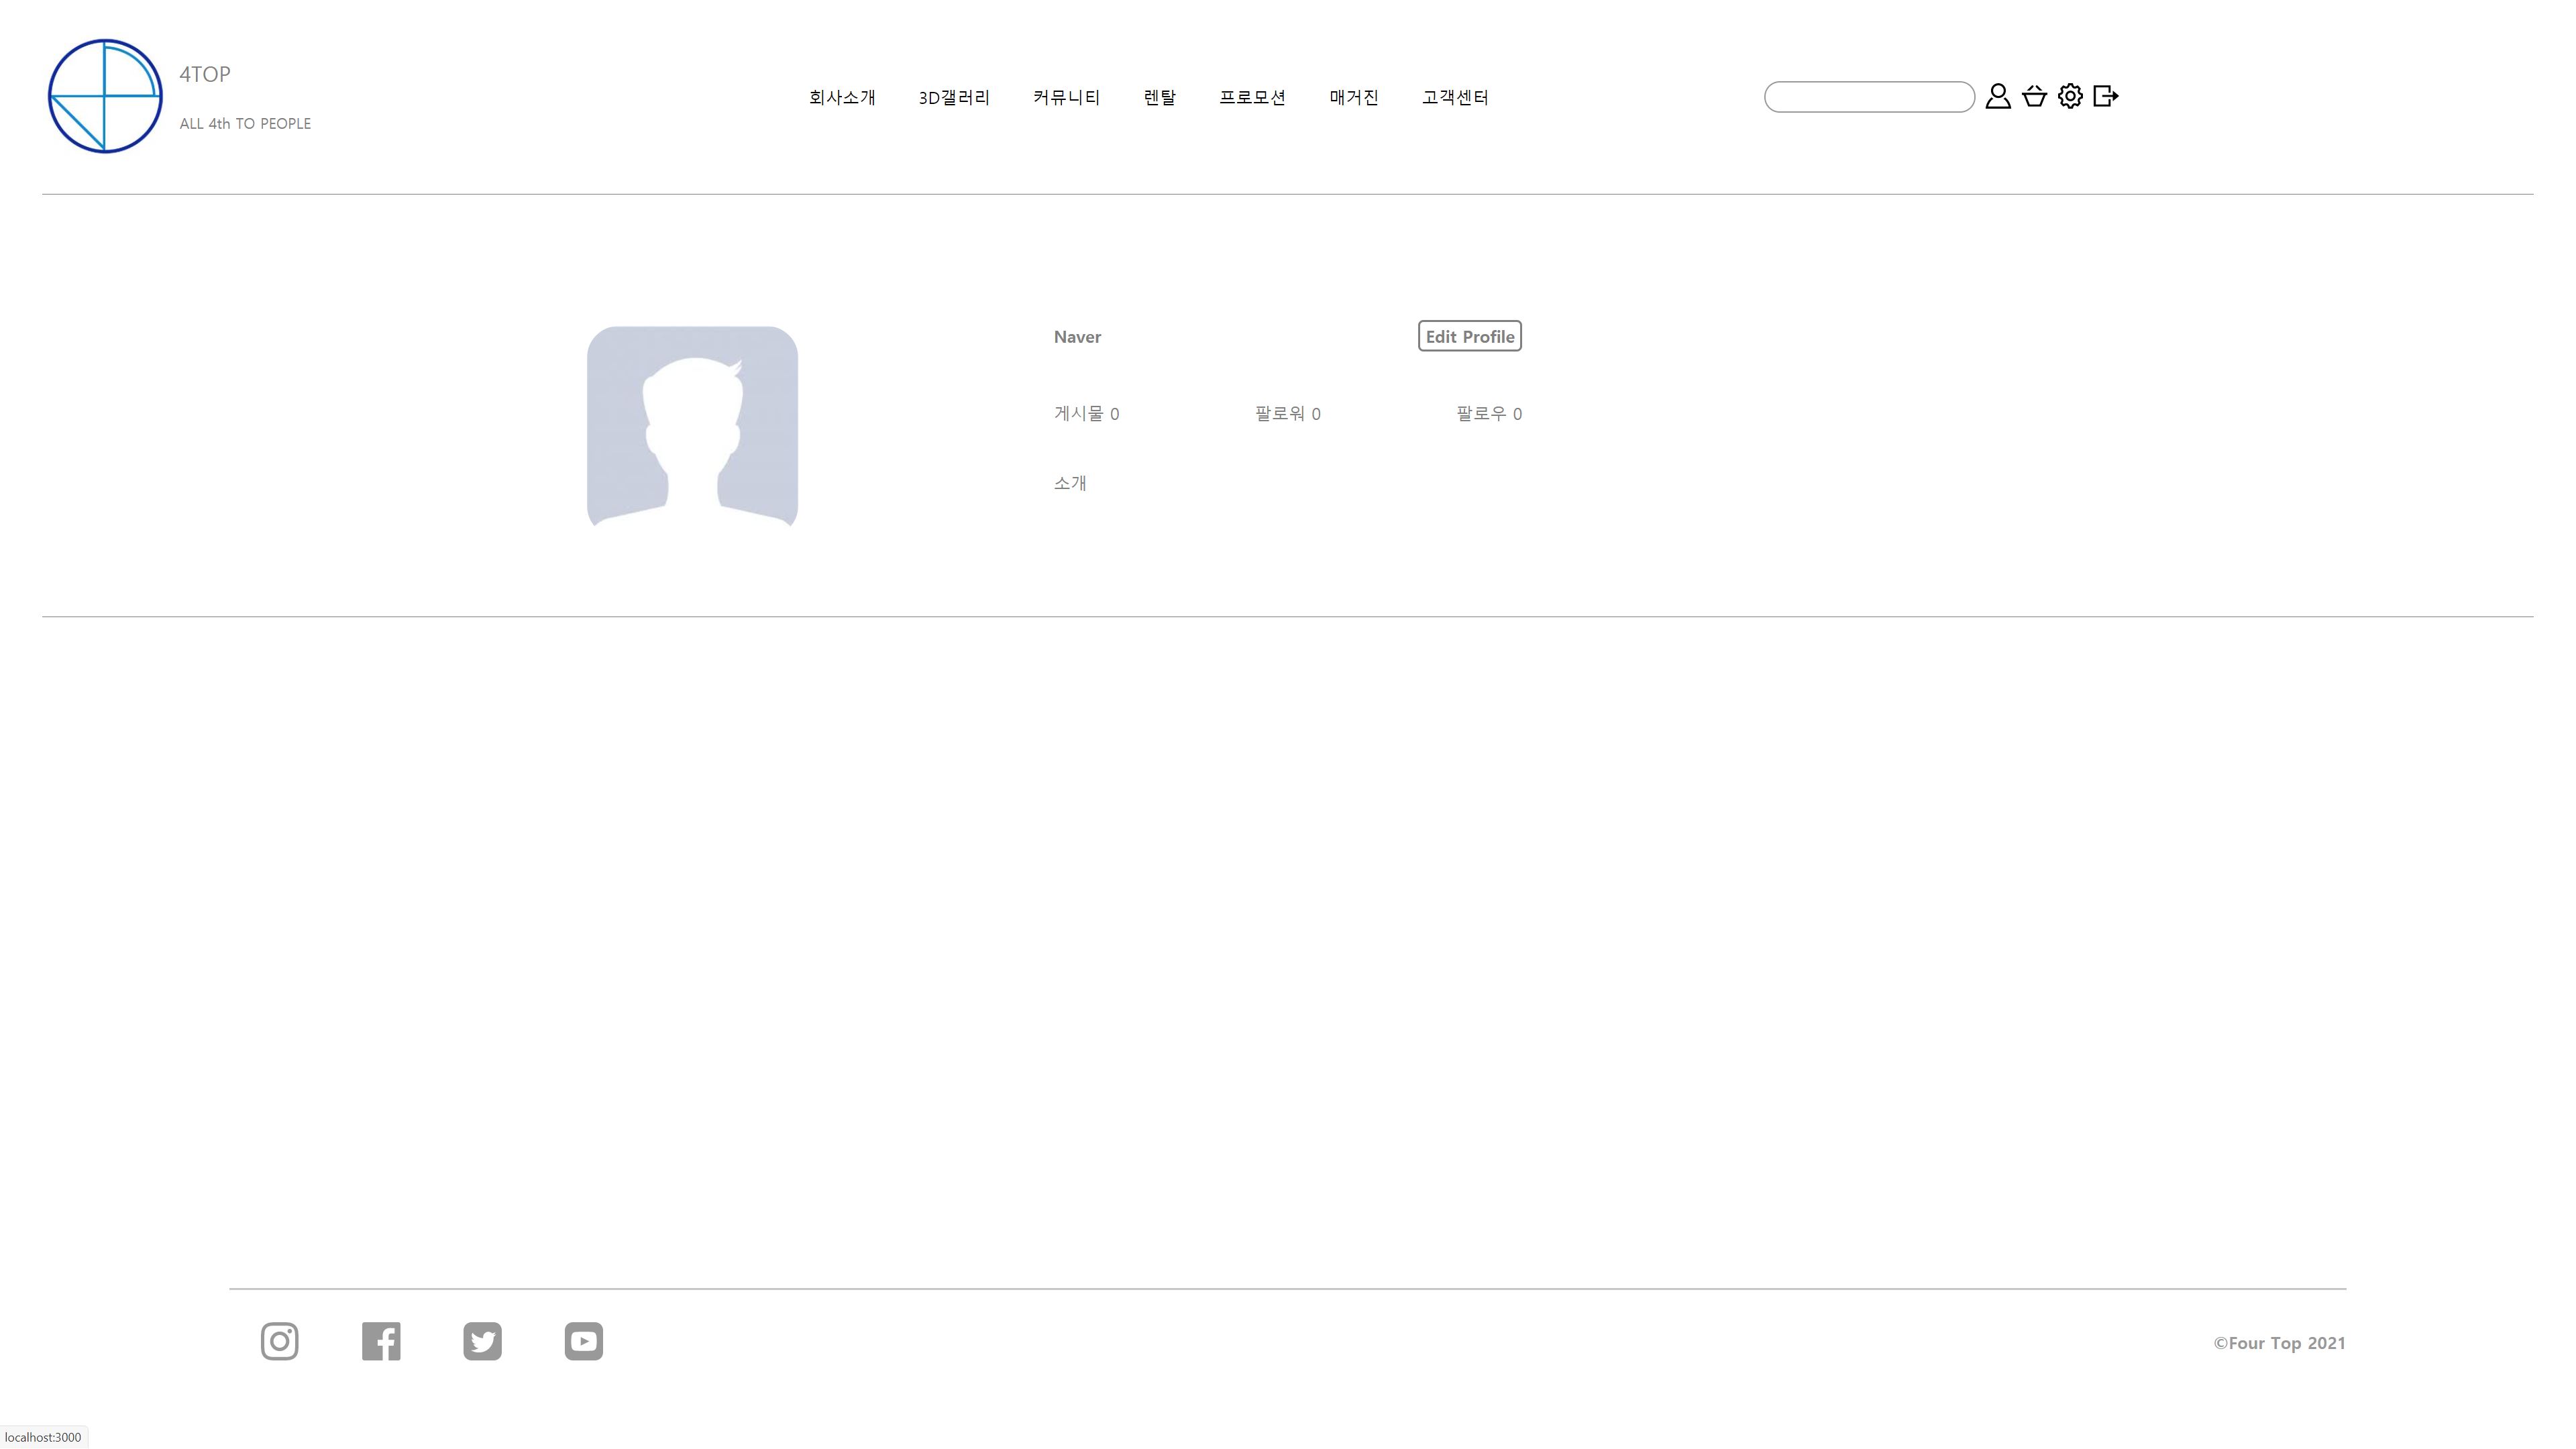 4TOP
ALL 4th TO PEOPLE
회사소개 3D갤러리 커뮤니티 렌탈 프로모션 매거진 고객센터
Naver Edit Profile
게시물 0 팔로워 0 팔로우 0
소개
©Four Top 2021
localhost:3000